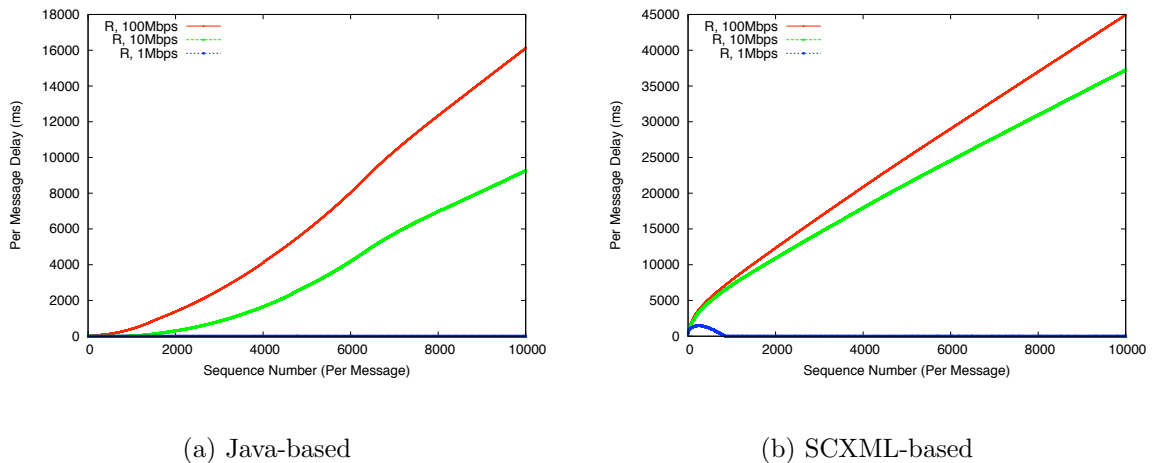 R, 100Mbps
R, 10Mbps
R, 1Mbps
18000
16000
14000
12000
10000
8000
6000
4000
2000
0
Per Message Delay (ms)
0 2000 4000 6000 8000 10000
Sequence Number (Per Message)
(a) Java-based
R, 100Mbps
R, 10Mbps
R, 1Mbps
45000
40000
35000
30000
25000
20000
15000
10000
5000
0
Per Message Delay (ms)
0 2000 4000 6000 8000 10000
Sequence Number (Per Message)
(b) SCXML-based